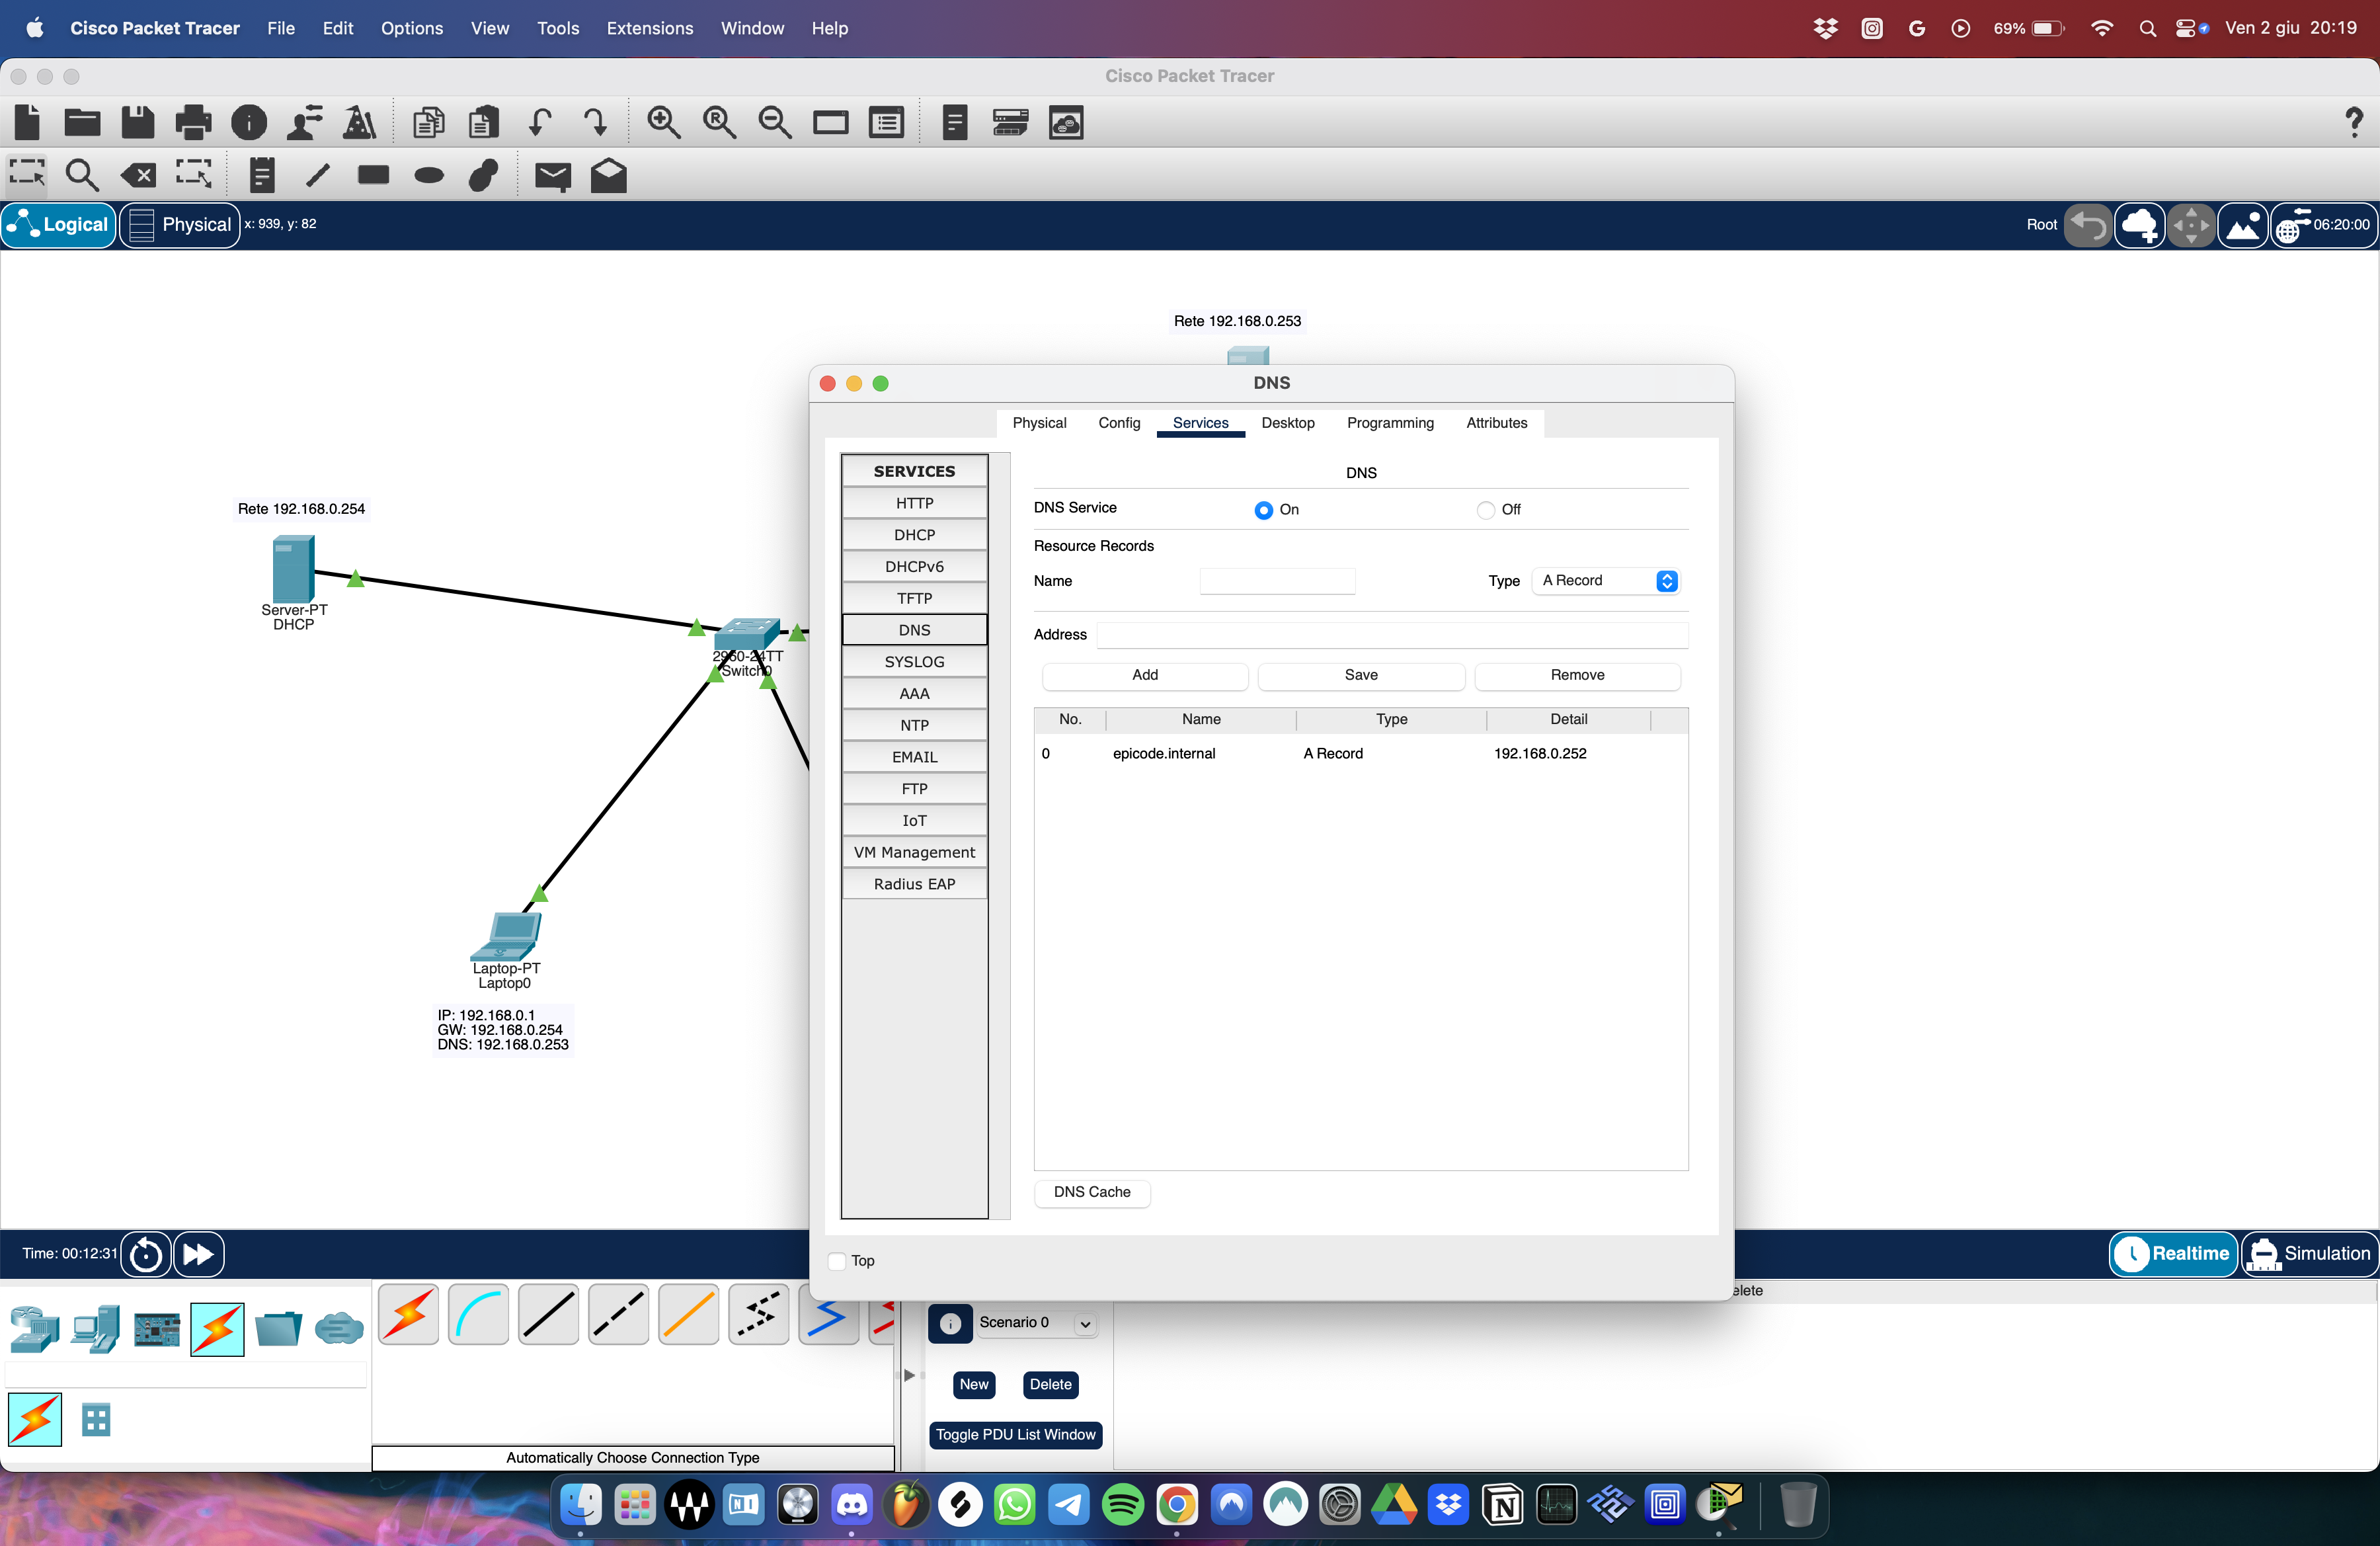 Cisco Packet Tracer File Edit Options View Tools Extensions Window Help 69% Ven 2 giu 20:19
Cisco Packet Tracer
Logical Physical x: 939, y: 82 Root 06:20:00
Rete 192.168.0.253
DNS
Physical Config Services Desktop Programming Attributes
SERVICES
HTTP
DHCP
DHCPv6
TFTP
DNS
SYSLOG
AAA
NTP
EMAIL
FTP
IoT
VM Management
Radius EAP
DNS
DNS Service On Off
Resource Records
Name Type A Record
Address
Add Save Remove
No. Name Type Detail
0 epicode.internal A Record 192.168.0.252
DNS Cache
Top
Rete 192.168.0.254
Server-PT
DHCP
2960-24TT
Switch0
Laptop-PT
Laptop0
IP: 192.168.0.1
GW: 192.168.0.254
DNS: 192.168.0.253
Time: 00:12:31 Realtime Simulation
elete
Scenario 0
New Delete
Toggle PDU List Window
Automatically Choose Connection Type